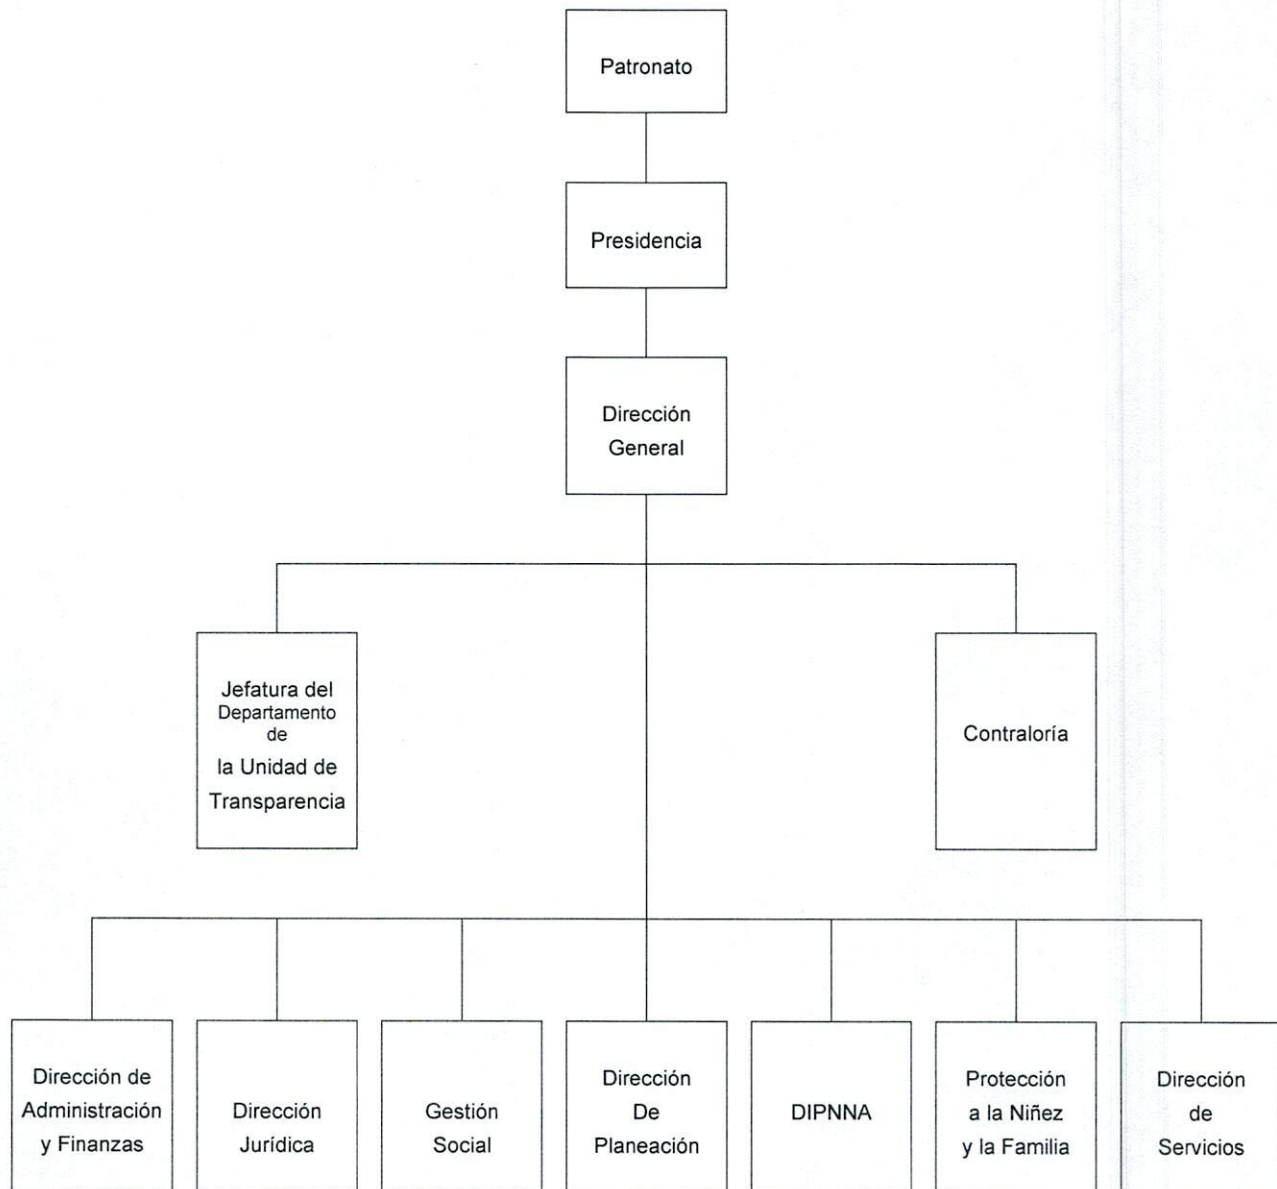 Patronato
Presidencia
Dirección
General
Jefatura del
Departamento
de
la Unidad de
Transparencia
Contraloría
Dirección de
Administración
y Finanzas
Dirección
Jurídica
Gestión
Social
Dirección
De
Planeación
DIPNNA
Protección
a la Niñez
y la Familia
Dirección
de
Servicios